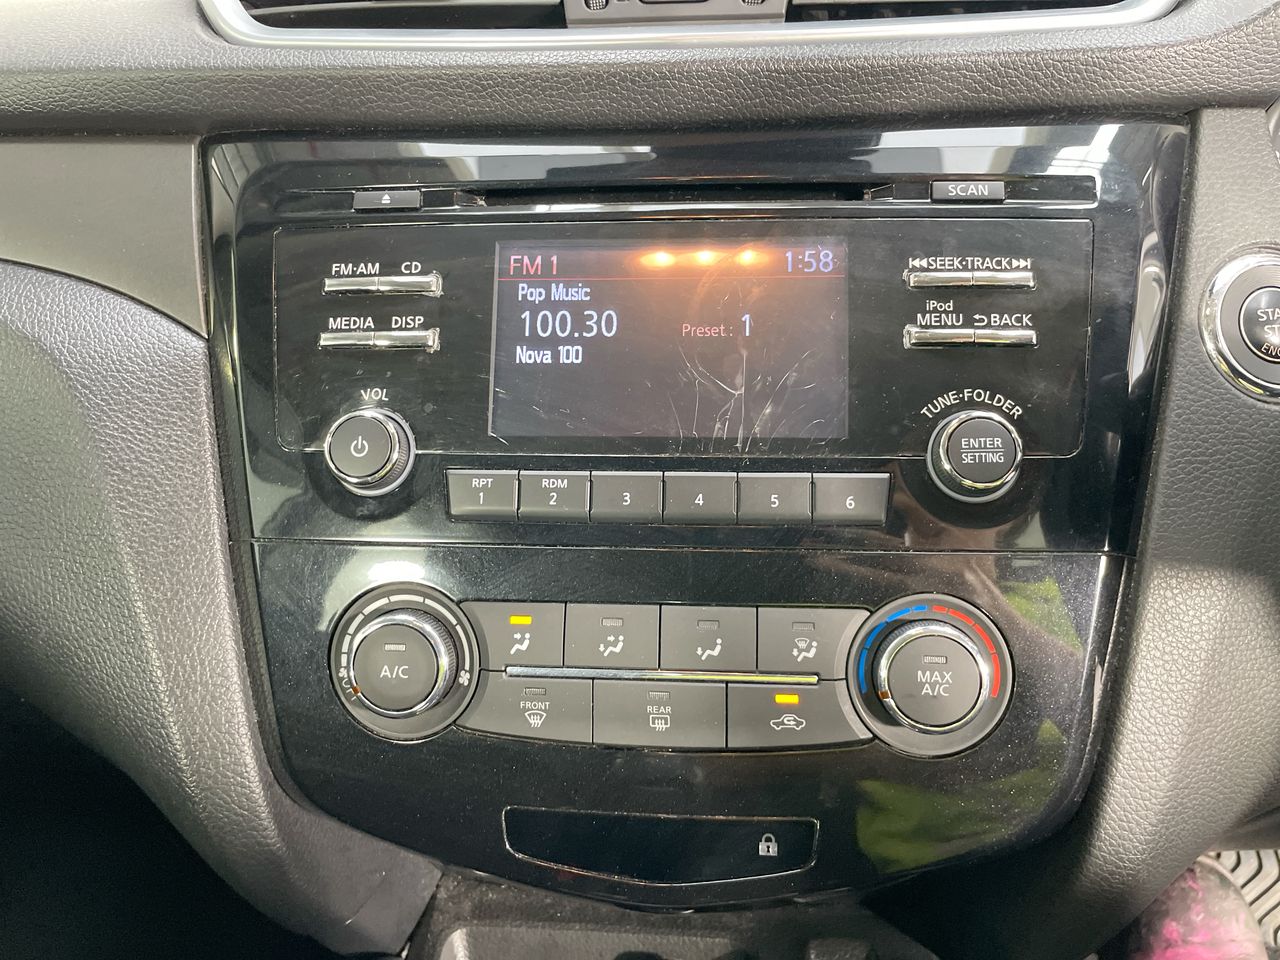 SCAN
FM·AM CD
SEEK·TRACK
FM 1 1:58
Pop Music
iPod
MENU BACK
MEDIA DISP
100.30 Preset : 1
Nova 100
VOL
TUNE·FOLDER
ENTER
SETTING
RPT
1
RDM
2
3
4
5
6
A/C
MAX
A/C
FRONT
REAR